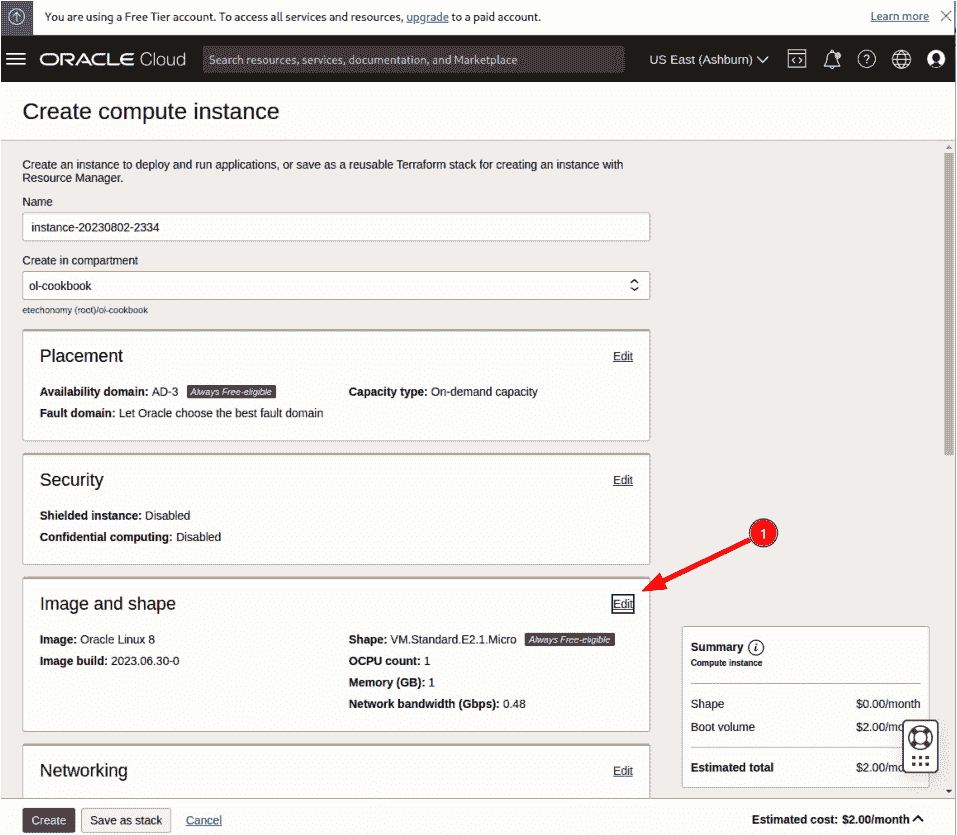 You are using a Free Tier account. To access all services and resources, upgrade to a paid account.
Learn more
ORACLE Cloud
Search resources, services, documentation, and Marketplace
US East (Ashburn)
Create compute instance
Create an instance to deploy and run applications, or save as a reusable Terraform stack for creating an instance with
Resource Manager.
Name
instance-20230802-2334
Create in compartment
ol-cookbook
etechonomy (root)/ol-cookbook
Placement
Edit
Availability domain: AD-3 Always Free-eligible
Capacity type: On-demand capacity
Fault domain: Let Oracle choose the best fault domain
Security
Edit
Shielded instance: Disabled
Confidential computing: Disabled
1
Image and shape
Edit
Image: Oracle Linux 8
Shape: VM.Standard.E2.1.Micro Always Free-eligible
Image build: 2023.06.30-0
OCPU count: 1
Memory (GB): 1
Network bandwidth (Gbps): 0.48
Summary
Compute instance
Shape $0.00/month
Boot volume $2.00/mo
Estimated total $2.00/mo
Networking
Edit
Create
Save as stack
Cancel
Estimated cost: $2.00/month